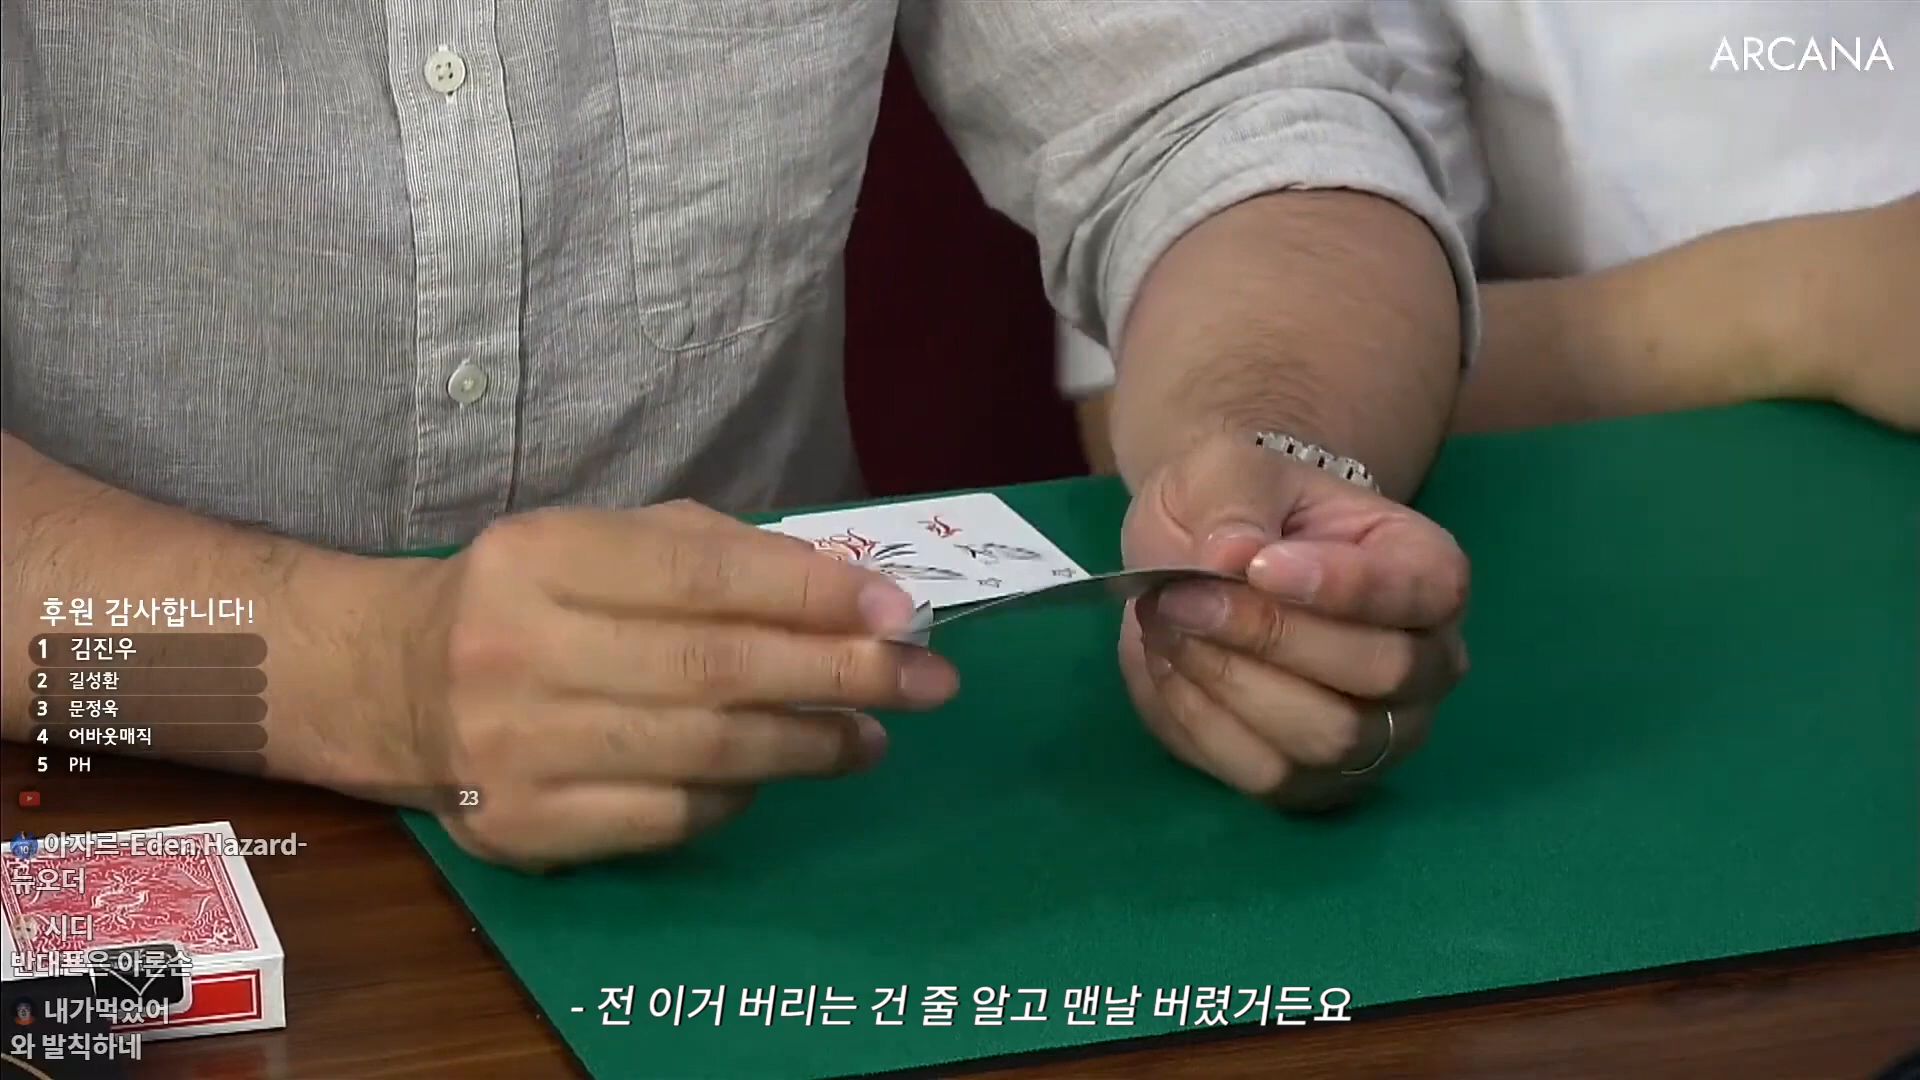 ARCANA
후원 감사합니다!
1 김진우
2 길성환
3 문정욱
4 어바웃매직
5 PH
23
아자르-Eden Hazard-
뉴오더
시디
반대표은 아론손
내가먹었어
와 발칙하네
- 전 이거 버리는 건 줄 알고 맨날 버렸거든요